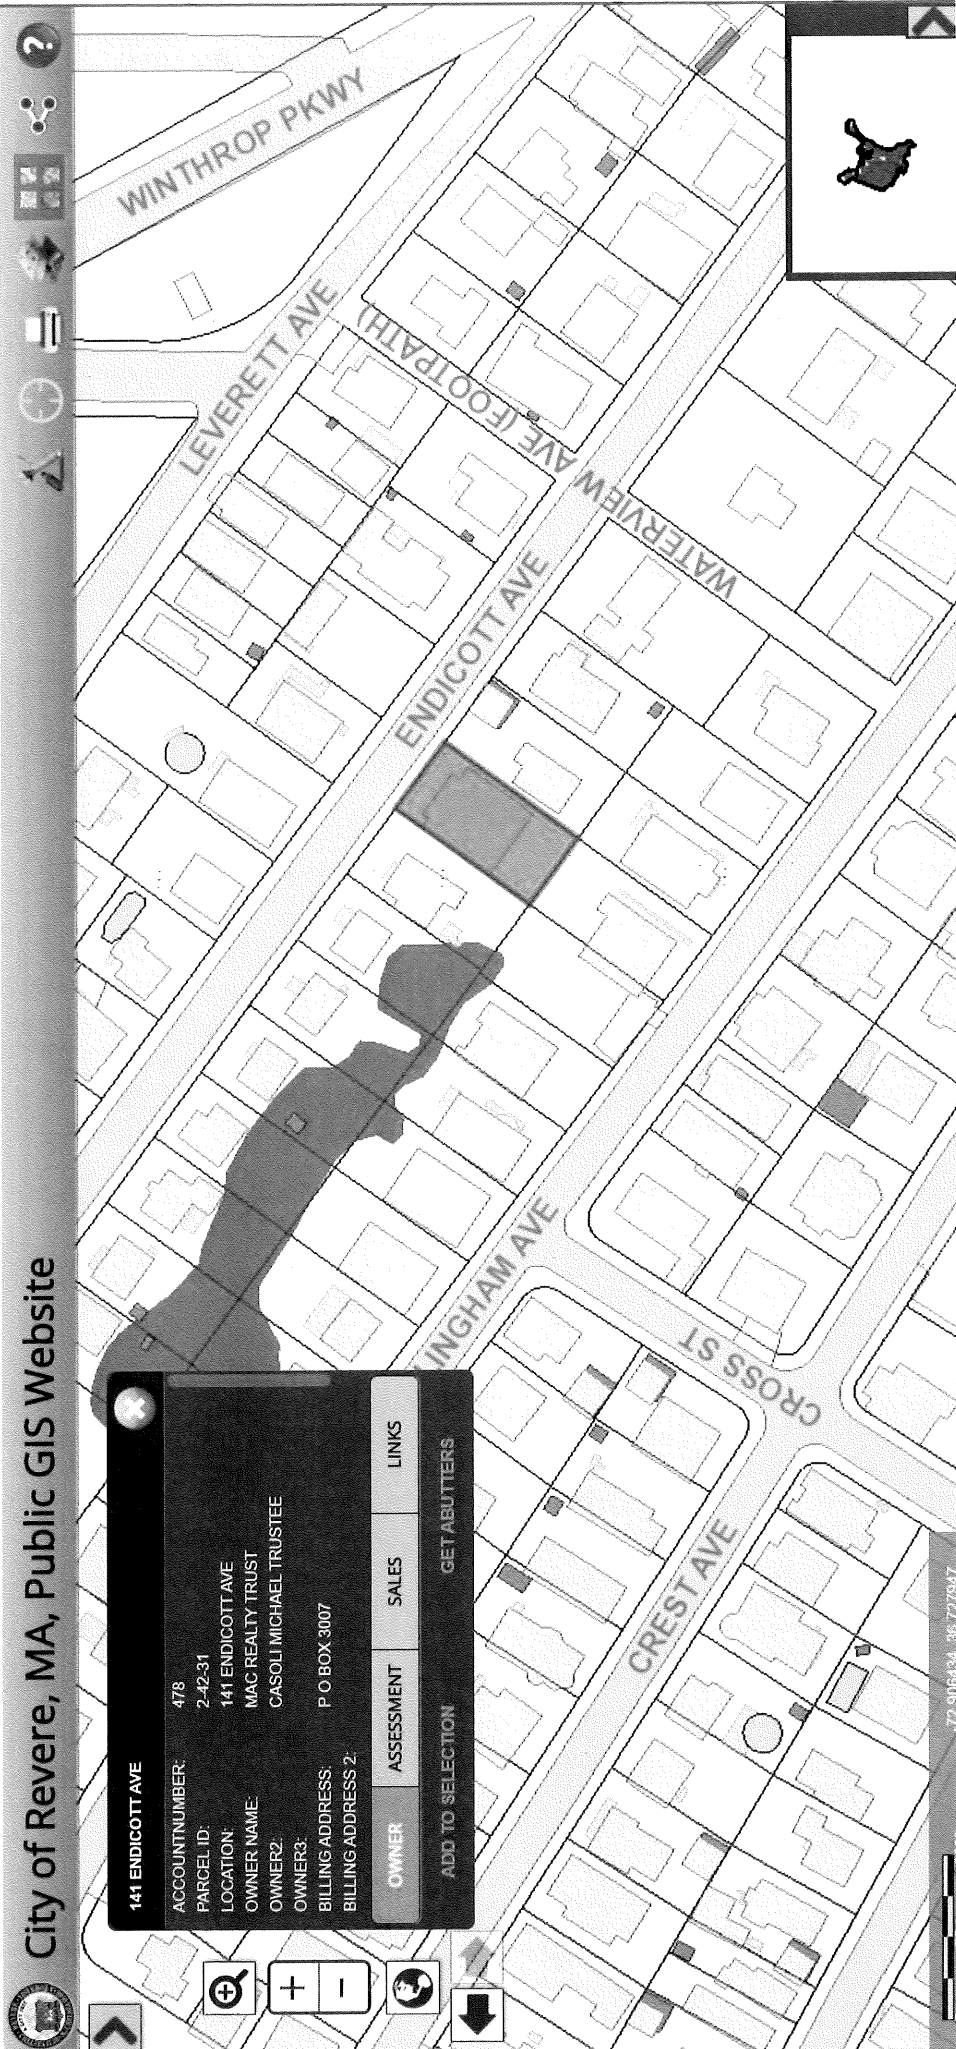 City of Revere, MA, Public GIS Website
?
141 ENDICOTT AVE
ACCOUNTNUMBER: 478
PARCEL ID: 2-42-31
LOCATION: 141 ENDICOTT AVE
OWNER NAME: MAC REALTY TRUST
OWNER2: CASOLI MICHAEL TRUSTEE
OWNER3:
BILLING ADDRESS: P O BOX 3007
BILLING ADDRESS 2:
OWNER ASSESSMENT SALES LINKS
ADD TO SELECTION GET ABUTTERS
WINTHROP PKWY
LEVERETT AVE
WATERVIEW AVE (FOOTPATH)
ENDICOTT AVE
LINGHAM AVE
CROSS ST
CREST AVE